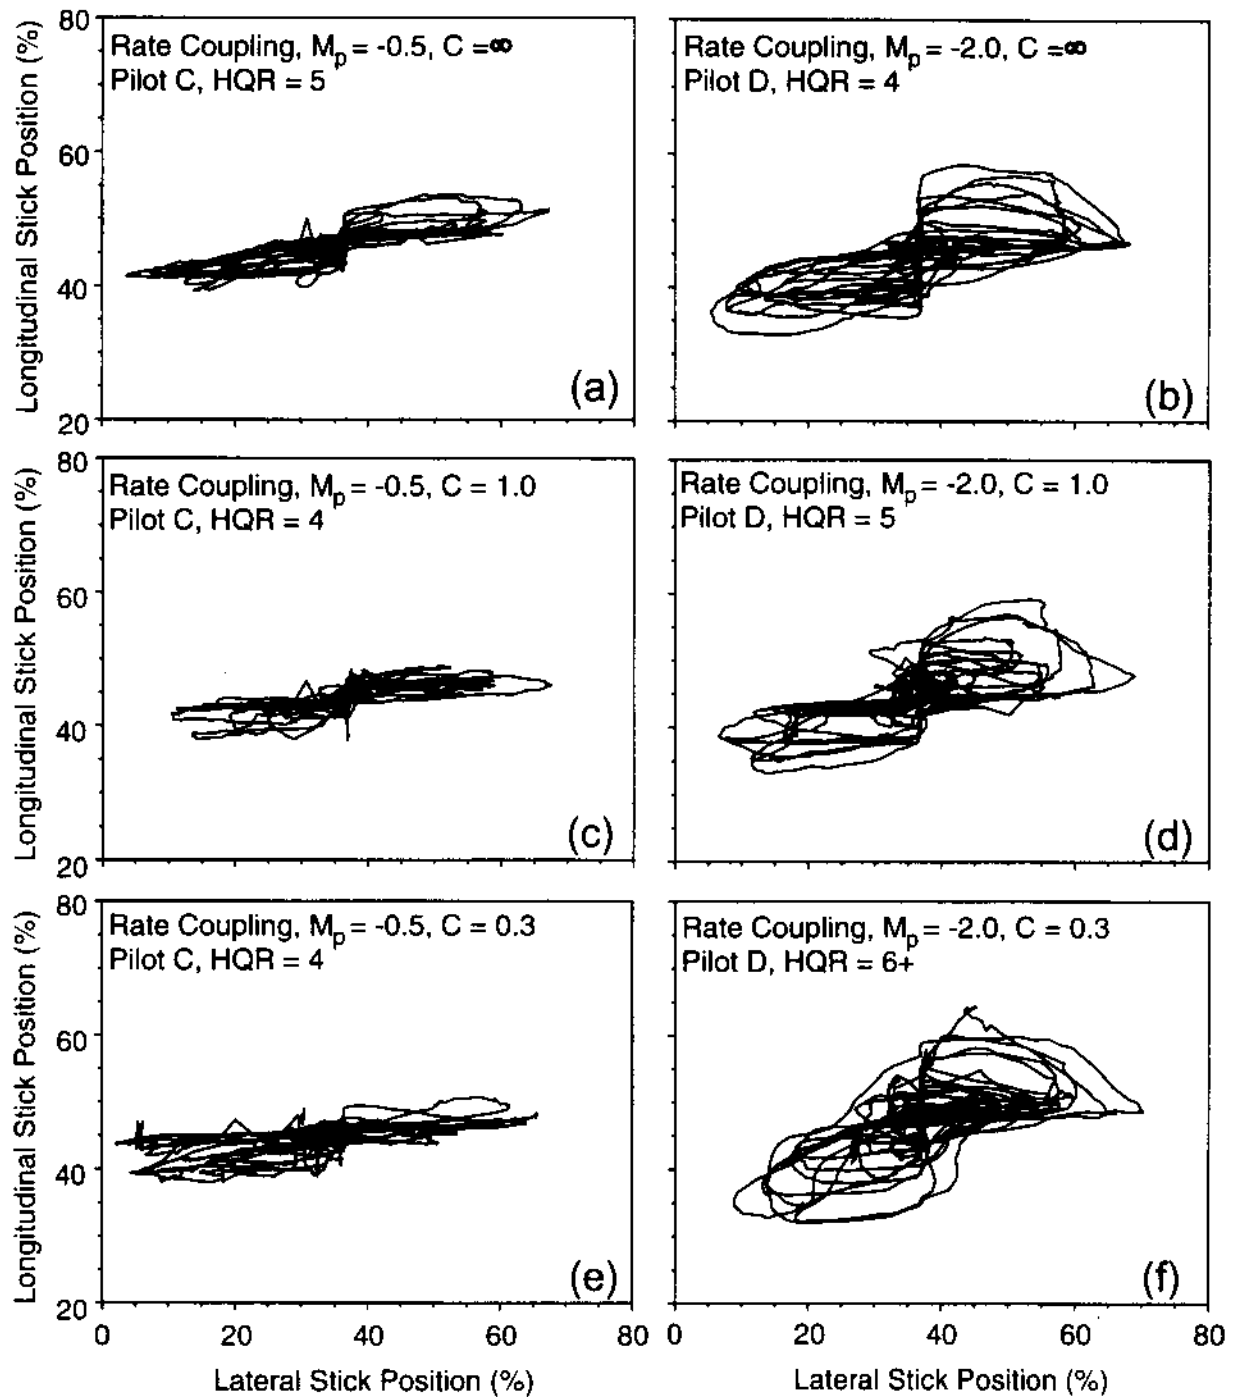 Longitudinal Stick Position (%)
80
60
40
20
Rate Coupling, Mp = -0.5, C =∞
Pilot C, HQR = 5
(a)
Rate Coupling, Mp = -2.0, C =∞
Pilot D, HQR = 4
(b)
Longitudinal Stick Position (%)
80
60
40
20
Rate Coupling, Mp = -0.5, C = 1.0
Pilot C, HQR = 4
(c)
Rate Coupling, Mp = -2.0, C = 1.0
Pilot D, HQR = 5
(d)
Longitudinal Stick Position (%)
80
60
40
20
Rate Coupling, Mp = -0.5, C = 0.3
Pilot C, HQR = 4
(e)
0 20 40 60 80
Lateral Stick Position (%)
Rate Coupling, Mp = -2.0, C = 0.3
Pilot D, HQR = 6+
(f)
0 20 40 60 80
Lateral Stick Position (%)